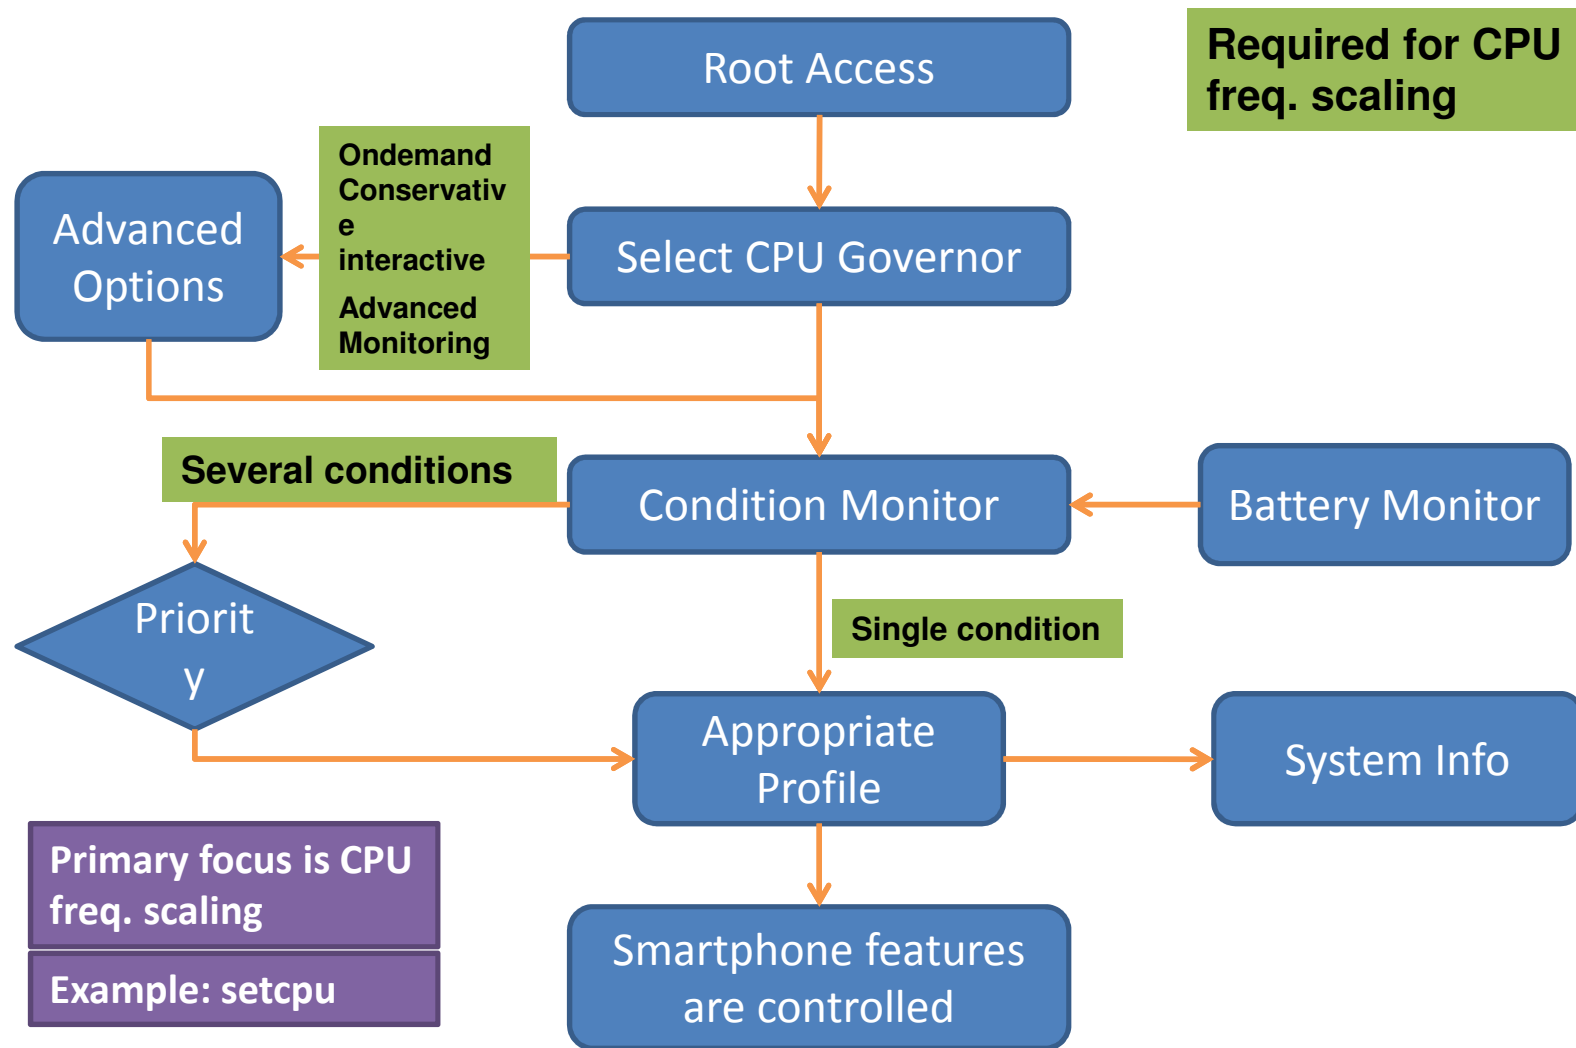 Root Access
Required for CPU
freq. scaling
Ondemand
Conservativ
e
interactive
Advanced
Monitoring
Advanced
Options
Select CPU Governor
Several conditions
Condition Monitor
Battery Monitor
Priorit
y
Single condition
Appropriate
Profile
System Info
Primary focus is CPU
freq. scaling
Example: setcpu
Smartphone features
are controlled